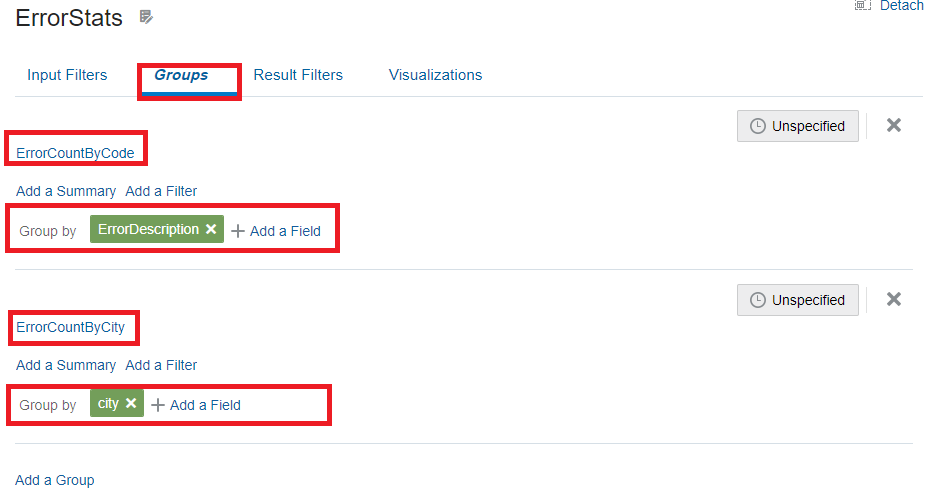 ErrorStats
Detach
Input Filters Groups Result Filters Visualizations
Unspecified
ErrorCountByCode
Add a Summary Add a Filter
Group by ErrorDescription Add a Field
Unspecified
ErrorCountByCity
Add a Summary Add a Filter
Group by city Add a Field
Add a Group